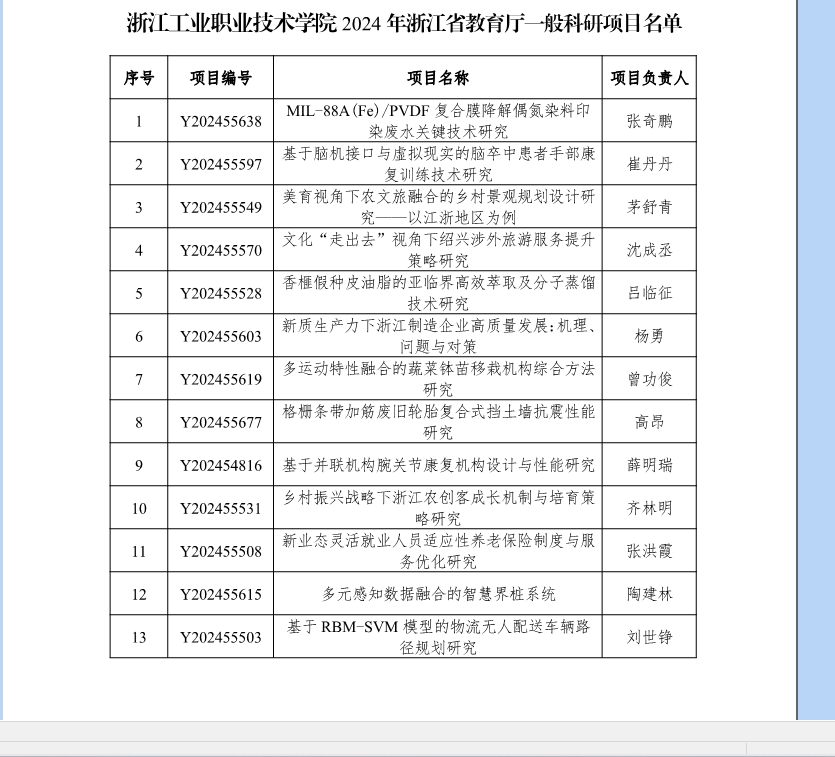 浙江工业职业技术学院 2024 年浙江省教育厅一般科研项目名单
序号 项目编号 项目名称 项目负责人
1 Y202455638 MIL-88A(Fe)/PVDF 复合膜降解偶氮染料印
染废水关键技术研究 张奇鹏
2 Y202455597 基于脑机接口与虚拟现实的脑卒中患者手部康
复训练技术研究 崔丹丹
3 Y202455549 美育视角下农文旅融合的乡村景观规划设计研
究——以江浙地区为例 茅舒青
4 Y202455570 文化“走出去”视角下绍兴涉外旅游服务提升
策略研究 沈成丞
5 Y202455528 香榧假种皮油脂的亚临界高效萃取及分子蒸馏
技术研究 吕临征
6 Y202455603 新质生产力下浙江制造企业高质量发展:机理、
问题与对策 杨勇
7 Y202455619 多运动特性融合的蔬菜钵苗移栽机构综合方法
研究 曾功俊
8 Y202455677 格栅条带加筋废旧轮胎复合式挡土墙抗震性能
研究 高昂
9 Y202454816 基于并联机构腕关节康复机构设计与性能研究 薛明瑞
10 Y202455531 乡村振兴战略下浙江农创客成长机制与培育策
略研究 齐林明
11 Y202455508 新业态灵活就业人员适应性养老保险制度与服
务优化研究 张洪霞
12 Y202455615 多元感知数据融合的智慧界桩系统 陶建林
13 Y202455503 基于 RBM-SVM 模型的物流无人配送车辆路
径规划研究 刘世铮